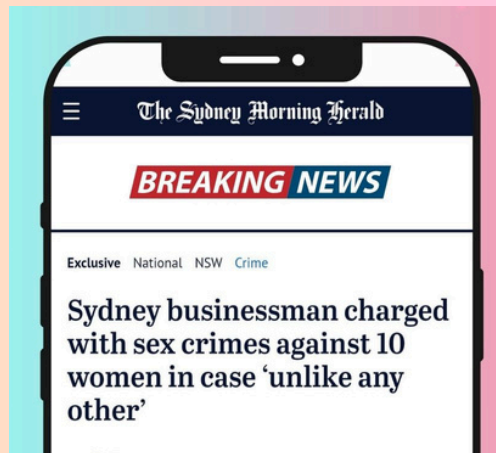 The Sydney Morning Herald
BREAKING NEWS
Exclusive National NSW Crime
Sydney businessman charged
with sex crimes against 10
women in case ‘unlike any
other’